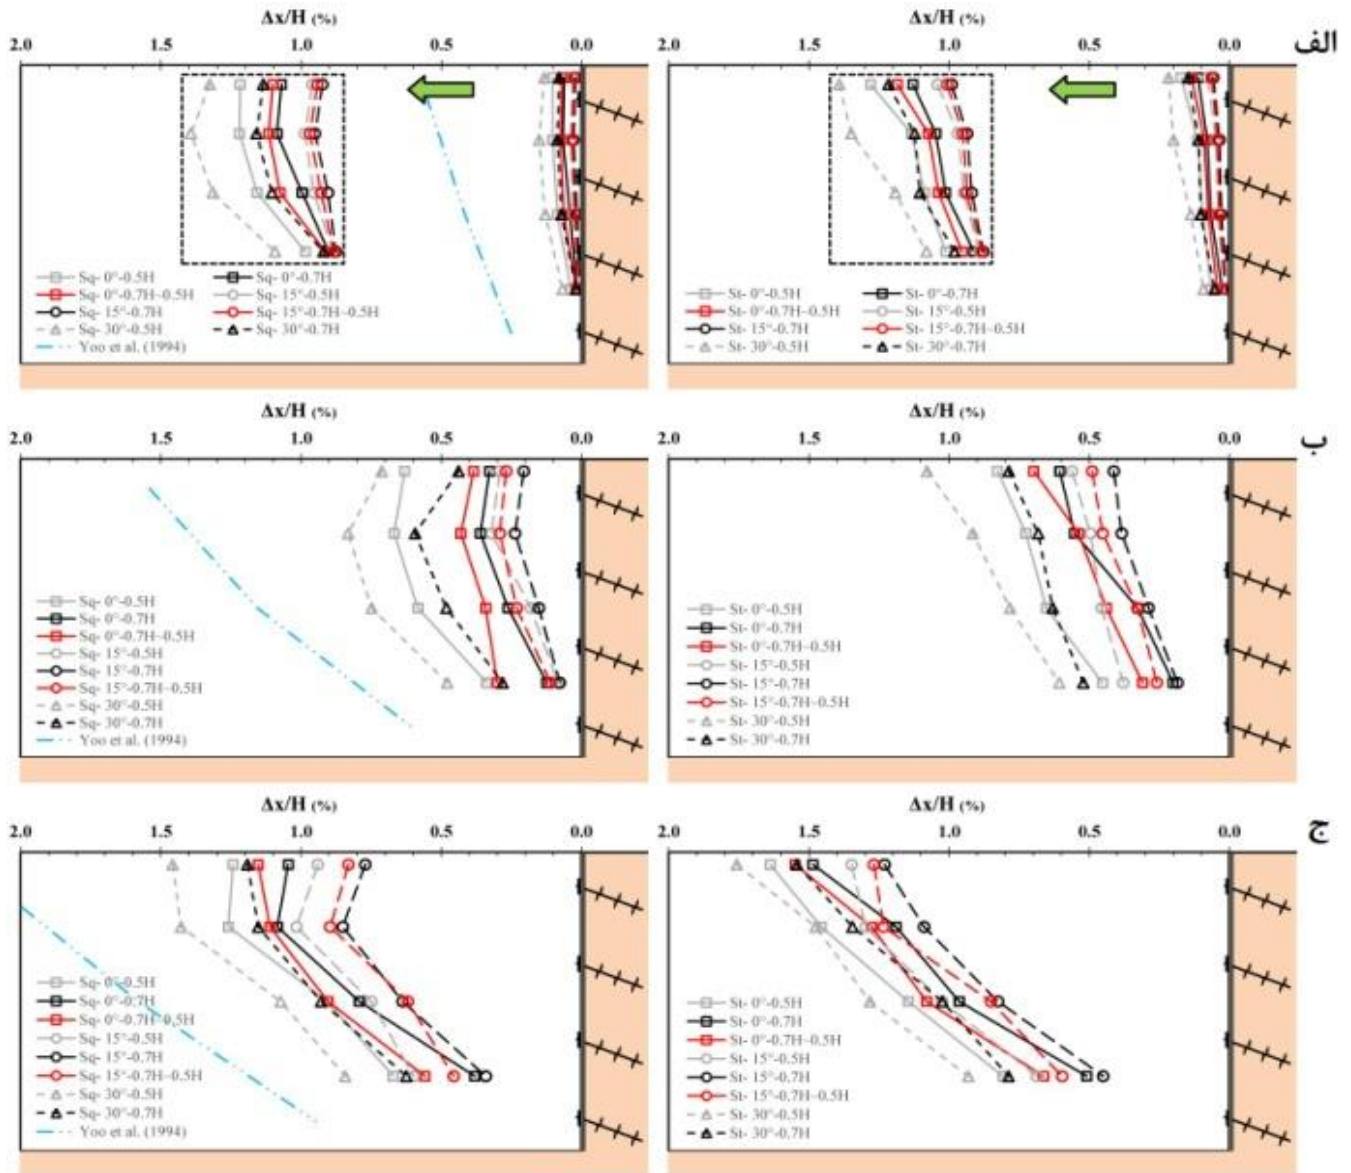 Δx/H (%)
2.0 1.5 1.0 0.5 0.0
Sq- 0°-0.5H
Sq- 0°-0.7H
Sq- 0°-0.7H–0.5H
Sq- 15°-0.5H
Sq- 15°-0.7H
Sq- 15°-0.7H–0.5H
Sq- 30°-0.5H
Sq- 30°-0.7H
Yoo et al. (1994)
Δx/H (%)
2.0 1.5 1.0 0.5 0.0
الف
St- 0°-0.5H
St- 0°-0.7H
St- 0°-0.7H–0.5H
St- 15°-0.5H
St- 15°-0.7H
St- 15°-0.7H–0.5H
St- 30°-0.5H
St- 30°-0.7H
Δx/H (%)
2.0 1.5 1.0 0.5 0.0
Sq- 0°-0.5H
Sq- 0°-0.7H
Sq- 0°-0.7H–0.5H
Sq- 15°-0.5H
Sq- 15°-0.7H
Sq- 15°-0.7H–0.5H
Sq- 30°-0.5H
Sq- 30°-0.7H
Yoo et al. (1994)
Δx/H (%)
2.0 1.5 1.0 0.5 0.0
ب
St- 0°-0.5H
St- 0°-0.7H
St- 0°-0.7H–0.5H
St- 15°-0.5H
St- 15°-0.7H
St- 15°-0.7H–0.5H
St- 30°-0.5H
St- 30°-0.7H
Δx/H (%)
2.0 1.5 1.0 0.5 0.0
Sq- 0°-0.5H
Sq- 0°-0.7H
Sq- 0°-0.7H–0.5H
Sq- 15°-0.5H
Sq- 15°-0.7H
Sq- 15°-0.7H–0.5H
Sq- 30°-0.5H
Sq- 30°-0.7H
Yoo et al. (1994)
Δx/H (%)
2.0 1.5 1.0 0.5 0.0
ج
St- 0°-0.5H
St- 0°-0.7H
St- 0°-0.7H–0.5H
St- 15°-0.5H
St- 15°-0.7H
St- 15°-0.7H–0.5H
St- 30°-0.5H
St- 30°-0.7H